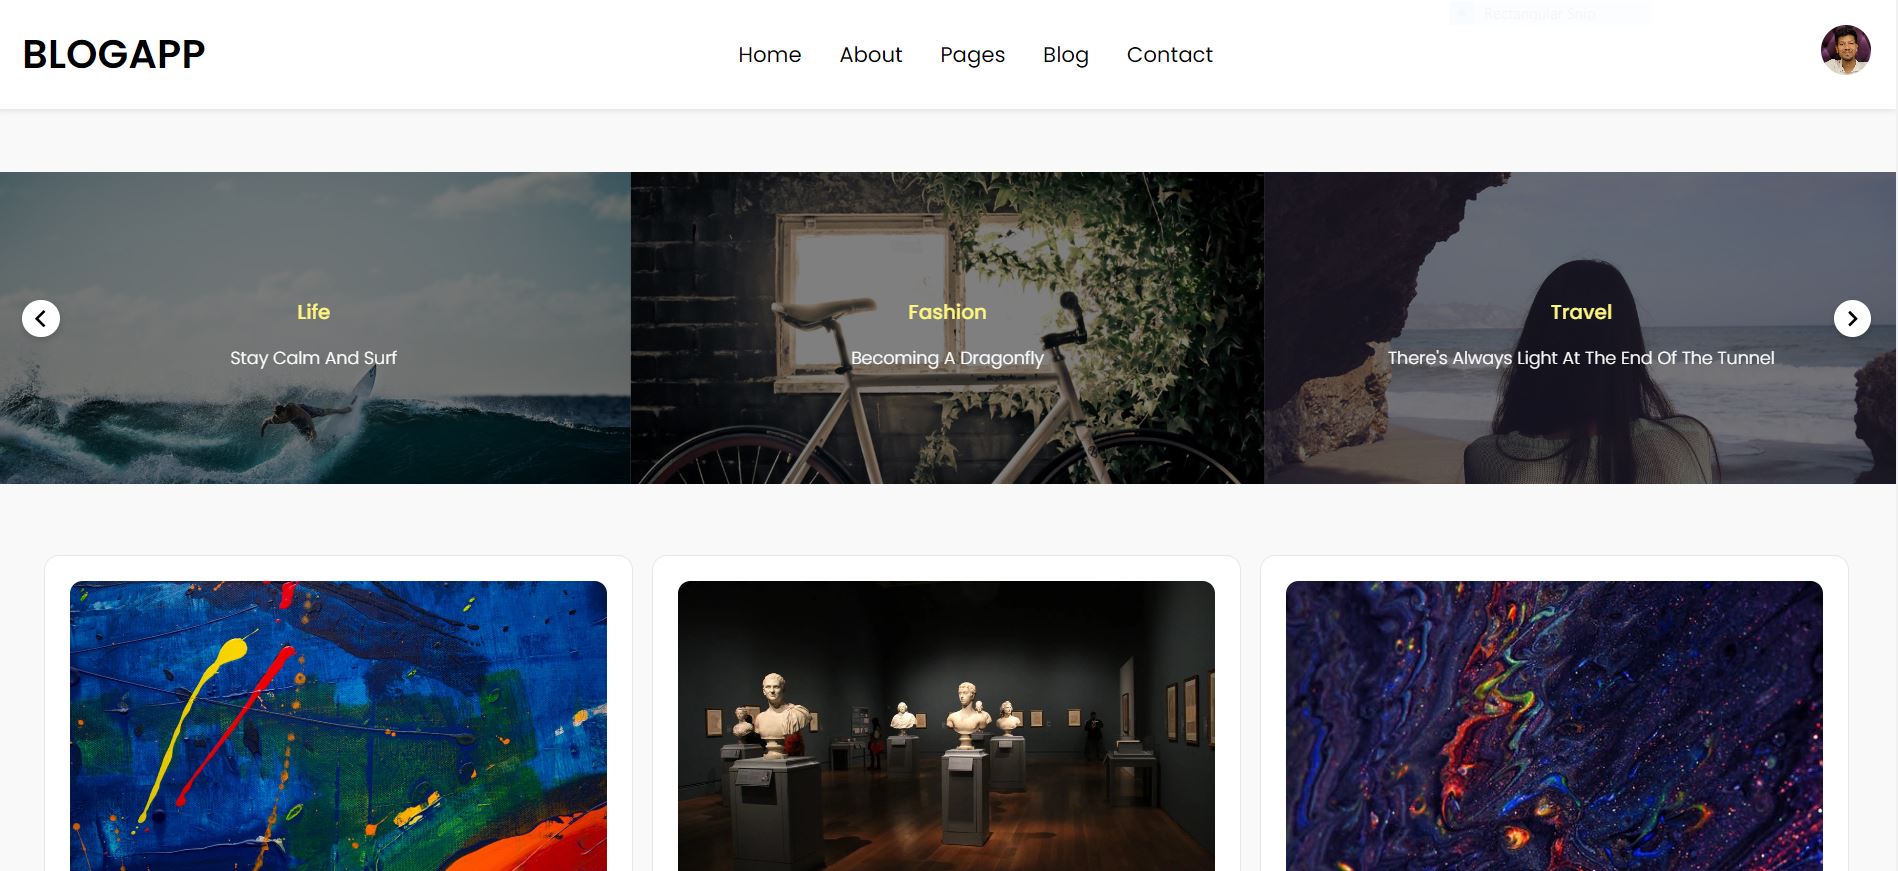 Rectangular Snip
BLOGAPP
Home About Pages Blog Contact
Life
Stay Calm And Surf
Fashion
Becoming A Dragonfly
Travel
There's Always Light At The End Of The Tunnel